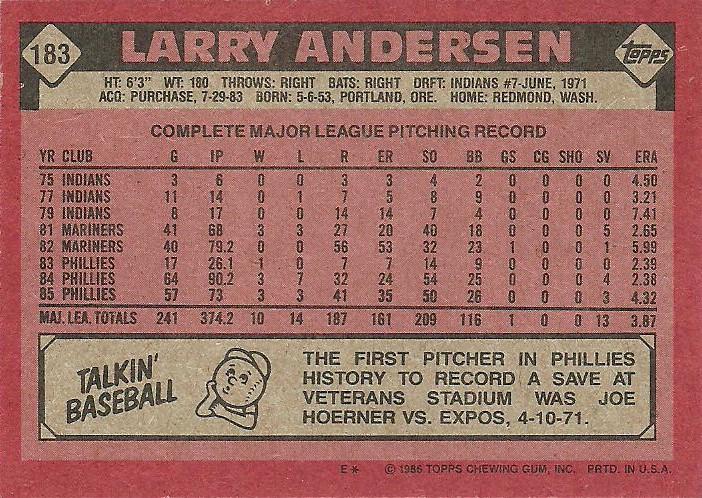 183 LARRY ANDERSEN topps
HT: 6'3" WT: 180 THROWS: RIGHT BATS: RIGHT DRFT: INDIANS #7-JUNE, 1971
ACQ: PURCHASE, 7-29-83 BORN: 5-6-53, PORTLAND, ORE. HOME: REDMOND, WASH.
COMPLETE MAJOR LEAGUE PITCHING RECORD
YR CLUB G IP W L R ER SO BB GS CG SHO SV ERA
75 INDIANS 3 6 0 0 3 3 4 2 0 0 0 0 4.50
77 INDIANS 11 14 0 1 7 5 8 9 0 0 0 0 3.21
79 INDIANS 8 17 0 0 14 14 7 4 0 0 0 0 7.41
81 MARINERS 41 68 3 3 27 20 40 18 0 0 0 5 2.65
82 MARINERS 40 79.2 0 0 56 53 32 23 1 0 0 1 5.99
83 PHILLIES 17 26.1 1 0 7 7 14 9 0 0 0 0 2.39
84 PHILLIES 64 90.2 3 7 32 24 54 25 0 0 0 4 2.38
85 PHILLIES 57 73 3 3 41 35 50 26 0 0 0 3 4.32
MAJ. LEA. TOTALS 241 374.2 10 14 187 161 209 116 1 0 0 13 3.87
TALKIN'
BASEBALL
THE FIRST PITCHER IN PHILLIES
HISTORY TO RECORD A SAVE AT
VETERANS STADIUM WAS JOE
HOERNER VS. EXPOS, 4-10-71.
E* © 1986 TOPPS CHEWING GUM, INC. PRTD. IN U.S.A.